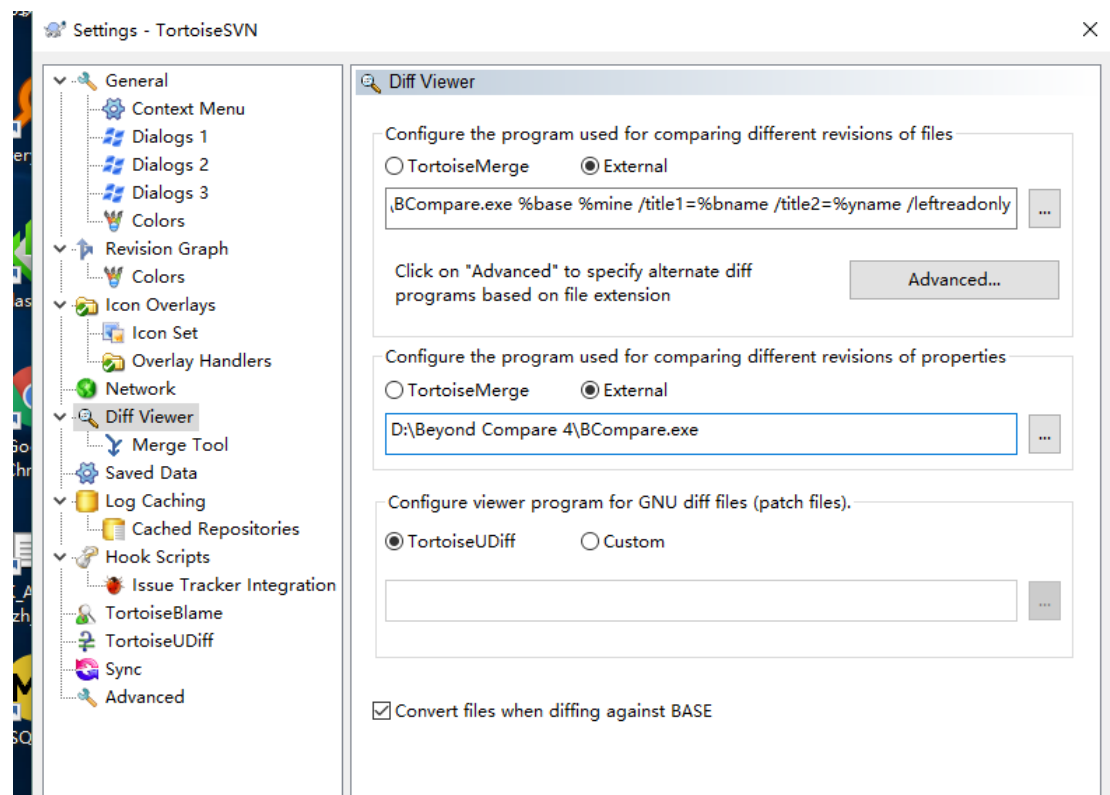 Settings - TortoiseSVN
General
Context Menu
Dialogs 1
Dialogs 2
Dialogs 3
Colors
Revision Graph
Colors
Icon Overlays
Icon Set
Overlay Handlers
Network
Diff Viewer
Merge Tool
Saved Data
Log Caching
Cached Repositories
Hook Scripts
Issue Tracker Integration
TortoiseBlame
TortoiseUDiff
Sync
Advanced
Diff Viewer
Configure the program used for comparing different revisions of files
TortoiseMerge External
\BCompare.exe %base %mine /title1=%bname /title2=%yname /leftreadonly ...
Click on "Advanced" to specify alternate diff
programs based on file extension
Advanced...
Configure the program used for comparing different revisions of properties
TortoiseMerge External
D:\Beyond Compare 4\BCompare.exe ...
Configure viewer program for GNU diff files (patch files).
TortoiseUDiff Custom
...
Convert files when diffing against BASE